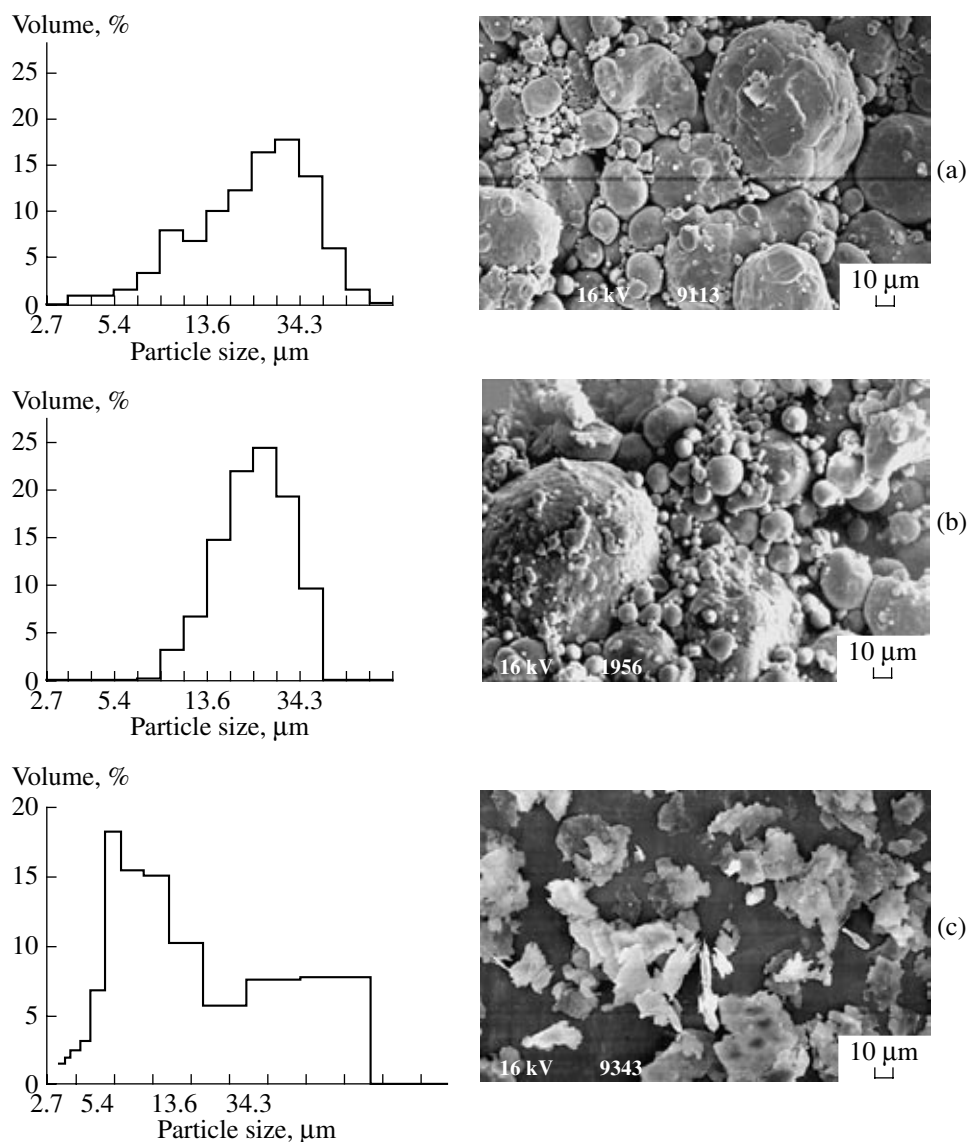 Volume, %
25
20
15
10
5
0
2.7 5.4 13.6 34.3
Particle size, μm
16 kV 9113
10 μm
(a)
Volume, %
25
20
15
10
5
0
2.7 5.4 13.6 34.3
Particle size, μm
16 kV 1956
10 μm
(b)
Volume, %
20
15
10
5
0
2.7 5.4 13.6 34.3
Particle size, μm
16 kV 9343
10 μm
(c)